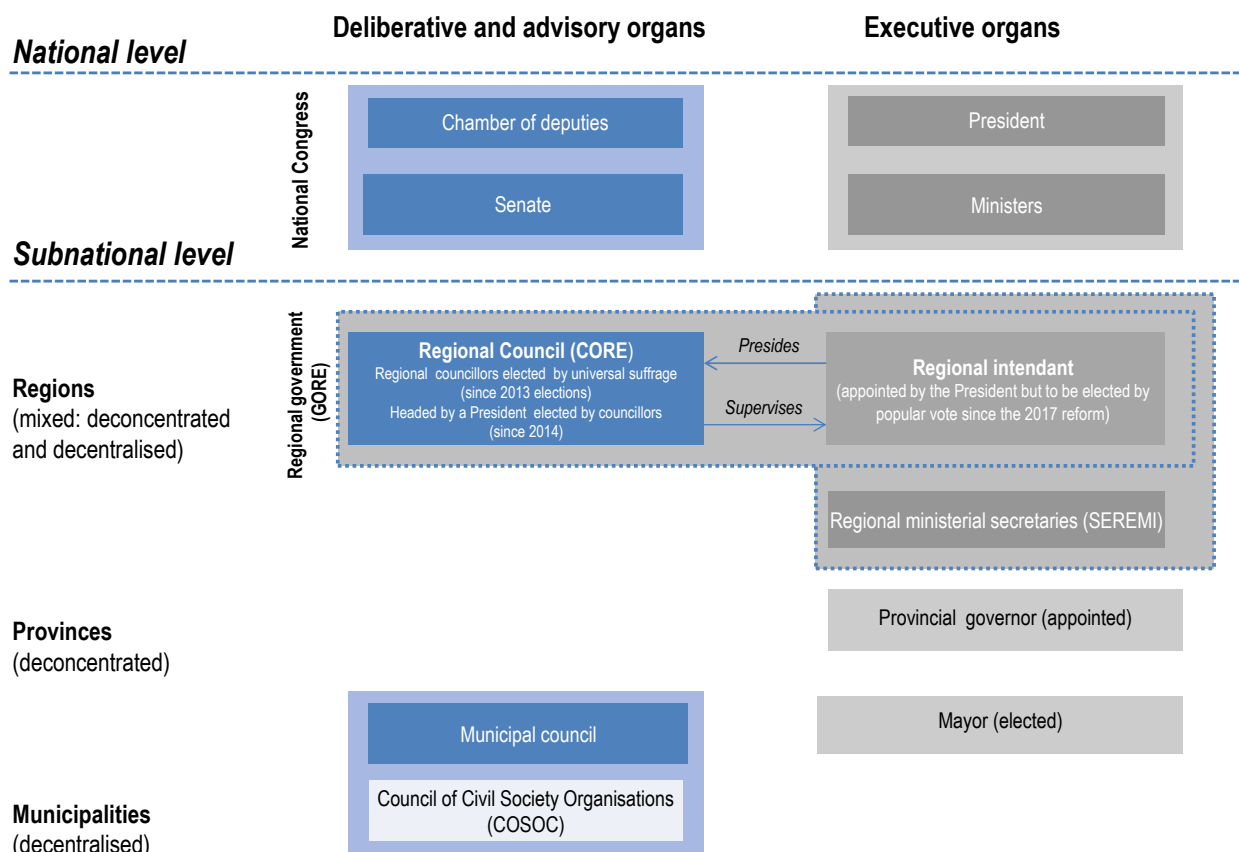 Deliberative and advisory organs
Executive organs
National level
National Congress
Chamber of deputies
President
Senate
Ministers
Subnational level
Regional government
(GORE)
Regions
(mixed: deconcentrated
and decentralised)
Regional Council (CORE)
Regional councillors elected by universal suffrage
(since 2013 elections)
Headed by a President elected by councillors
(since 2014)
Presides
Supervises
Regional intendant
(appointed by the President but to be elected by
popular vote since the 2017 reform)
Regional ministerial secretaries (SEREMI)
Provinces
(deconcentrated)
Provincial governor (appointed)
Municipal council
Mayor (elected)
Council of Civil Society Organisations
(COSOC)
Municipalities
(decentralised)